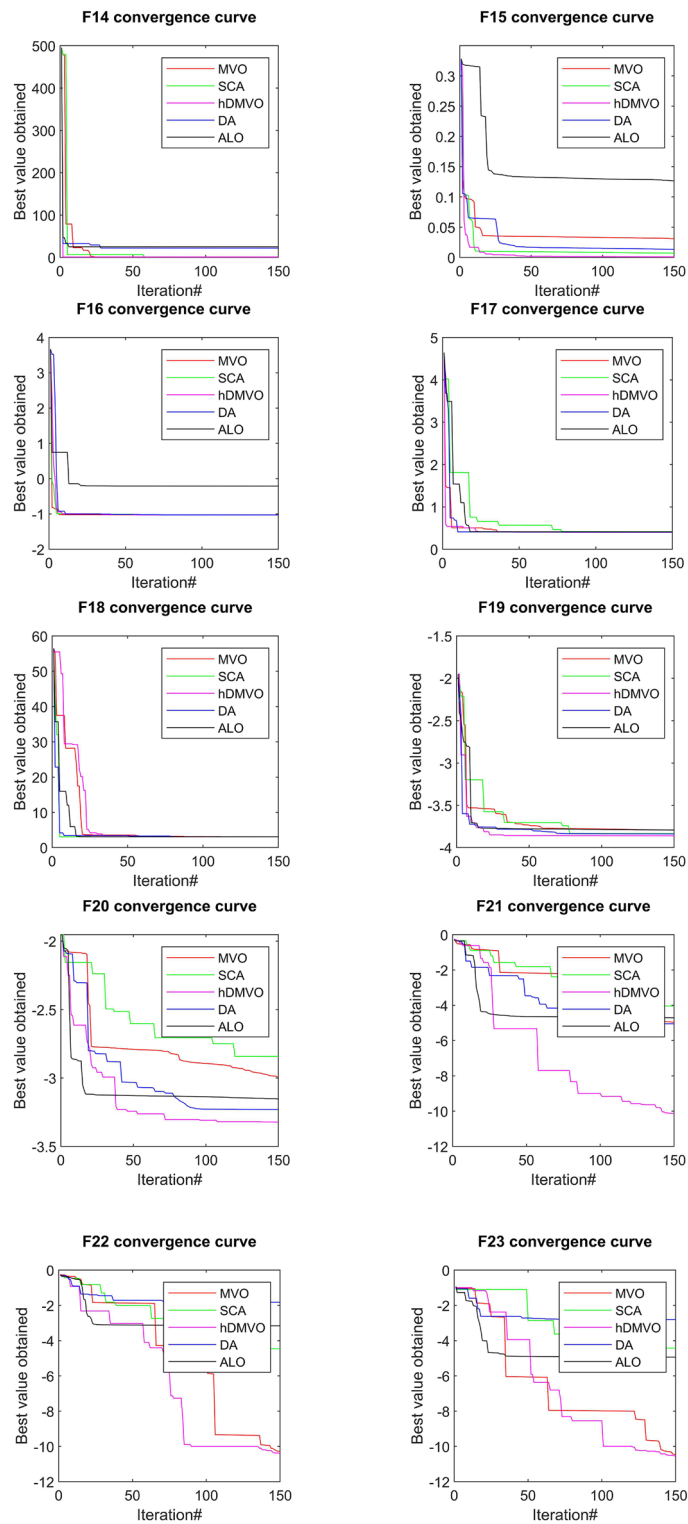 F14 convergence curve
Best value obtained
500
400
300
200
100
0
0
50
100
150
Iteration#
MVO
SCA
hDMVO
DA
ALO
F15 convergence curve
Best value obtained
0.3
0.25
0.2
0.15
0.1
0.05
0
0
50
100
150
Iteration#
MVO
SCA
hDMVO
DA
ALO
F16 convergence curve
Best value obtained
4
3
2
1
0
-1
-2
0
50
100
150
Iteration#
MVO
SCA
hDMVO
DA
ALO
F17 convergence curve
Best value obtained
5
4
3
2
1
0
0
50
100
150
Iteration#
MVO
SCA
hDMVO
DA
ALO
F18 convergence curve
Best value obtained
60
50
40
30
20
10
0
0
50
100
150
Iteration#
MVO
SCA
hDMVO
DA
ALO
F19 convergence curve
Best value obtained
-1.5
-2
-2.5
-3
-3.5
-4
0
50
100
150
Iteration#
MVO
SCA
hDMVO
DA
ALO
F20 convergence curve
Best value obtained
-2
-2.5
-3
-3.5
0
50
100
150
Iteration#
MVO
SCA
hDMVO
DA
ALO
F21 convergence curve
Best value obtained
0
-2
-4
-6
-8
-10
-12
0
50
100
150
Iteration#
MVO
SCA
hDMVO
DA
ALO
F22 convergence curve
Best value obtained
0
-2
-4
-6
-8
-10
-12
0
50
100
150
Iteration#
MVO
SCA
hDMVO
DA
ALO
F23 convergence curve
Best value obtained
0
-2
-4
-6
-8
-10
-12
0
50
100
150
Iteration#
MVO
SCA
hDMVO
DA
ALO